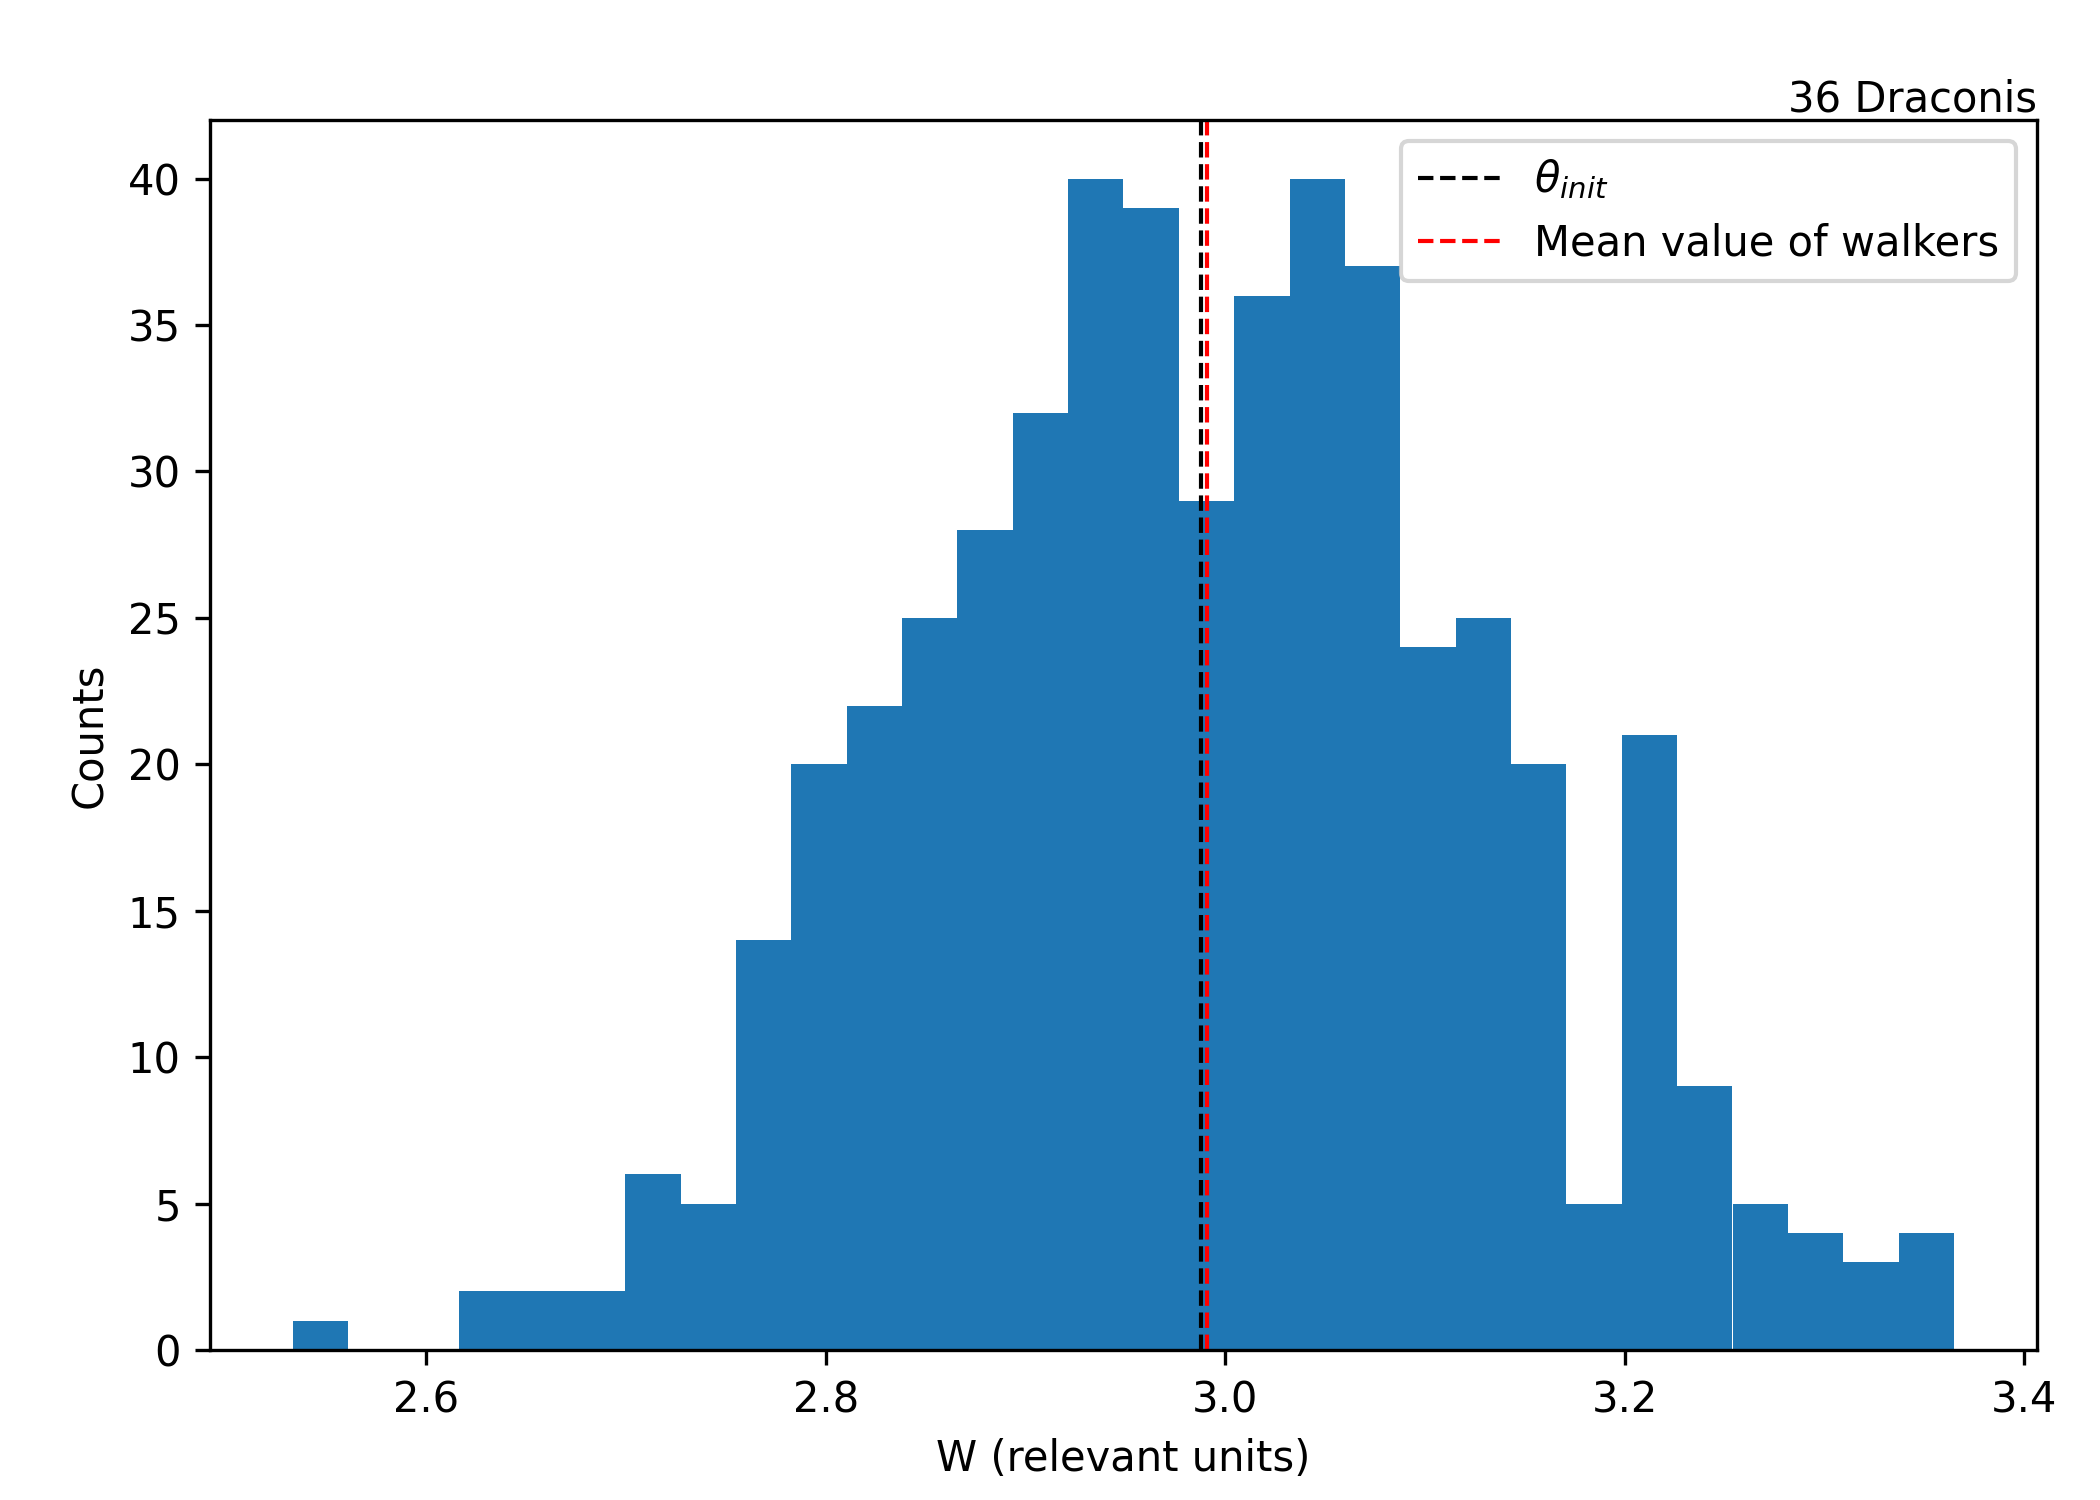 36 Draconis
θinit
Mean value of walkers
40
35
30
25
20
15
10
5
0
Counts
2.6 2.8 3.0 3.2 3.4
W (relevant units)